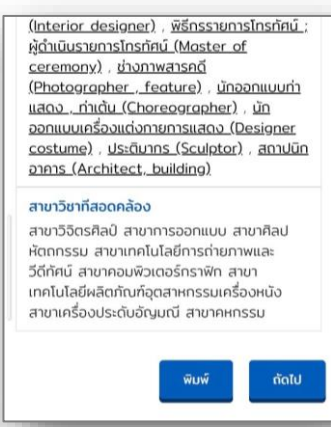 (Interior designer) , พิธีกรรายการโทรทัศน์ ;
ผู้ดำเนินรายการโทรทัศน์ (Master of
ceremony) , ช่างภาพสารคดี
(Photographer , feature) , นักออกแบบท่า
แสดง , ท่าเต้น (Choreographer) , นัก
ออกแบบเครื่องแต่งกายการแสดง (Designer
costume) , ประติมากร (Sculptor) , สถาปนิก
อาคาร (Architect, building)
สาขาวิชาที่สอดคล้อง
สาขาวิจิตรศิลป์ สาขาการออกแบบ สาขาศิลป
หัตถกรรม สาขาเทคโนโลยีการถ่ายภาพและ
วีดีทัศน์ สาขาคอมพิวเตอร์กราฟิก สาขา
เทคโนโลยีผลิตภัณฑ์อุตสาหกรรมเครื่องหนัง
สาขาเครื่องประดับอัญมณี สาขาคหกรรม
พิมพ์
ถัดไป